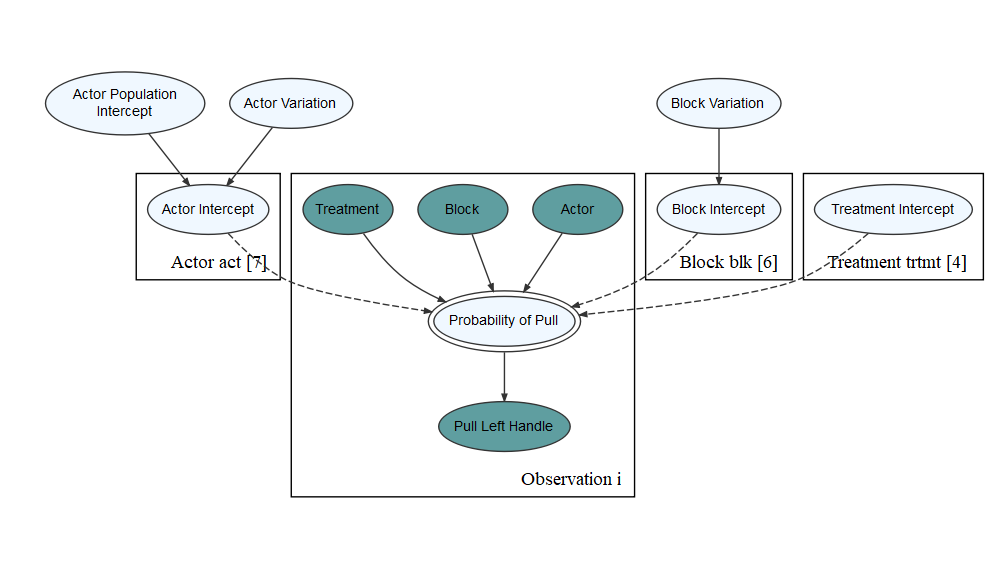 Actor Population
Intercept
Actor Variation
Block Variation
Actor Intercept
Treatment
Block
Actor
Block Intercept
Treatment Intercept
Actor act [7]
Block blk [6]
Treatment trtmt [4]
Probability of Pull
Pull Left Handle
Observation i